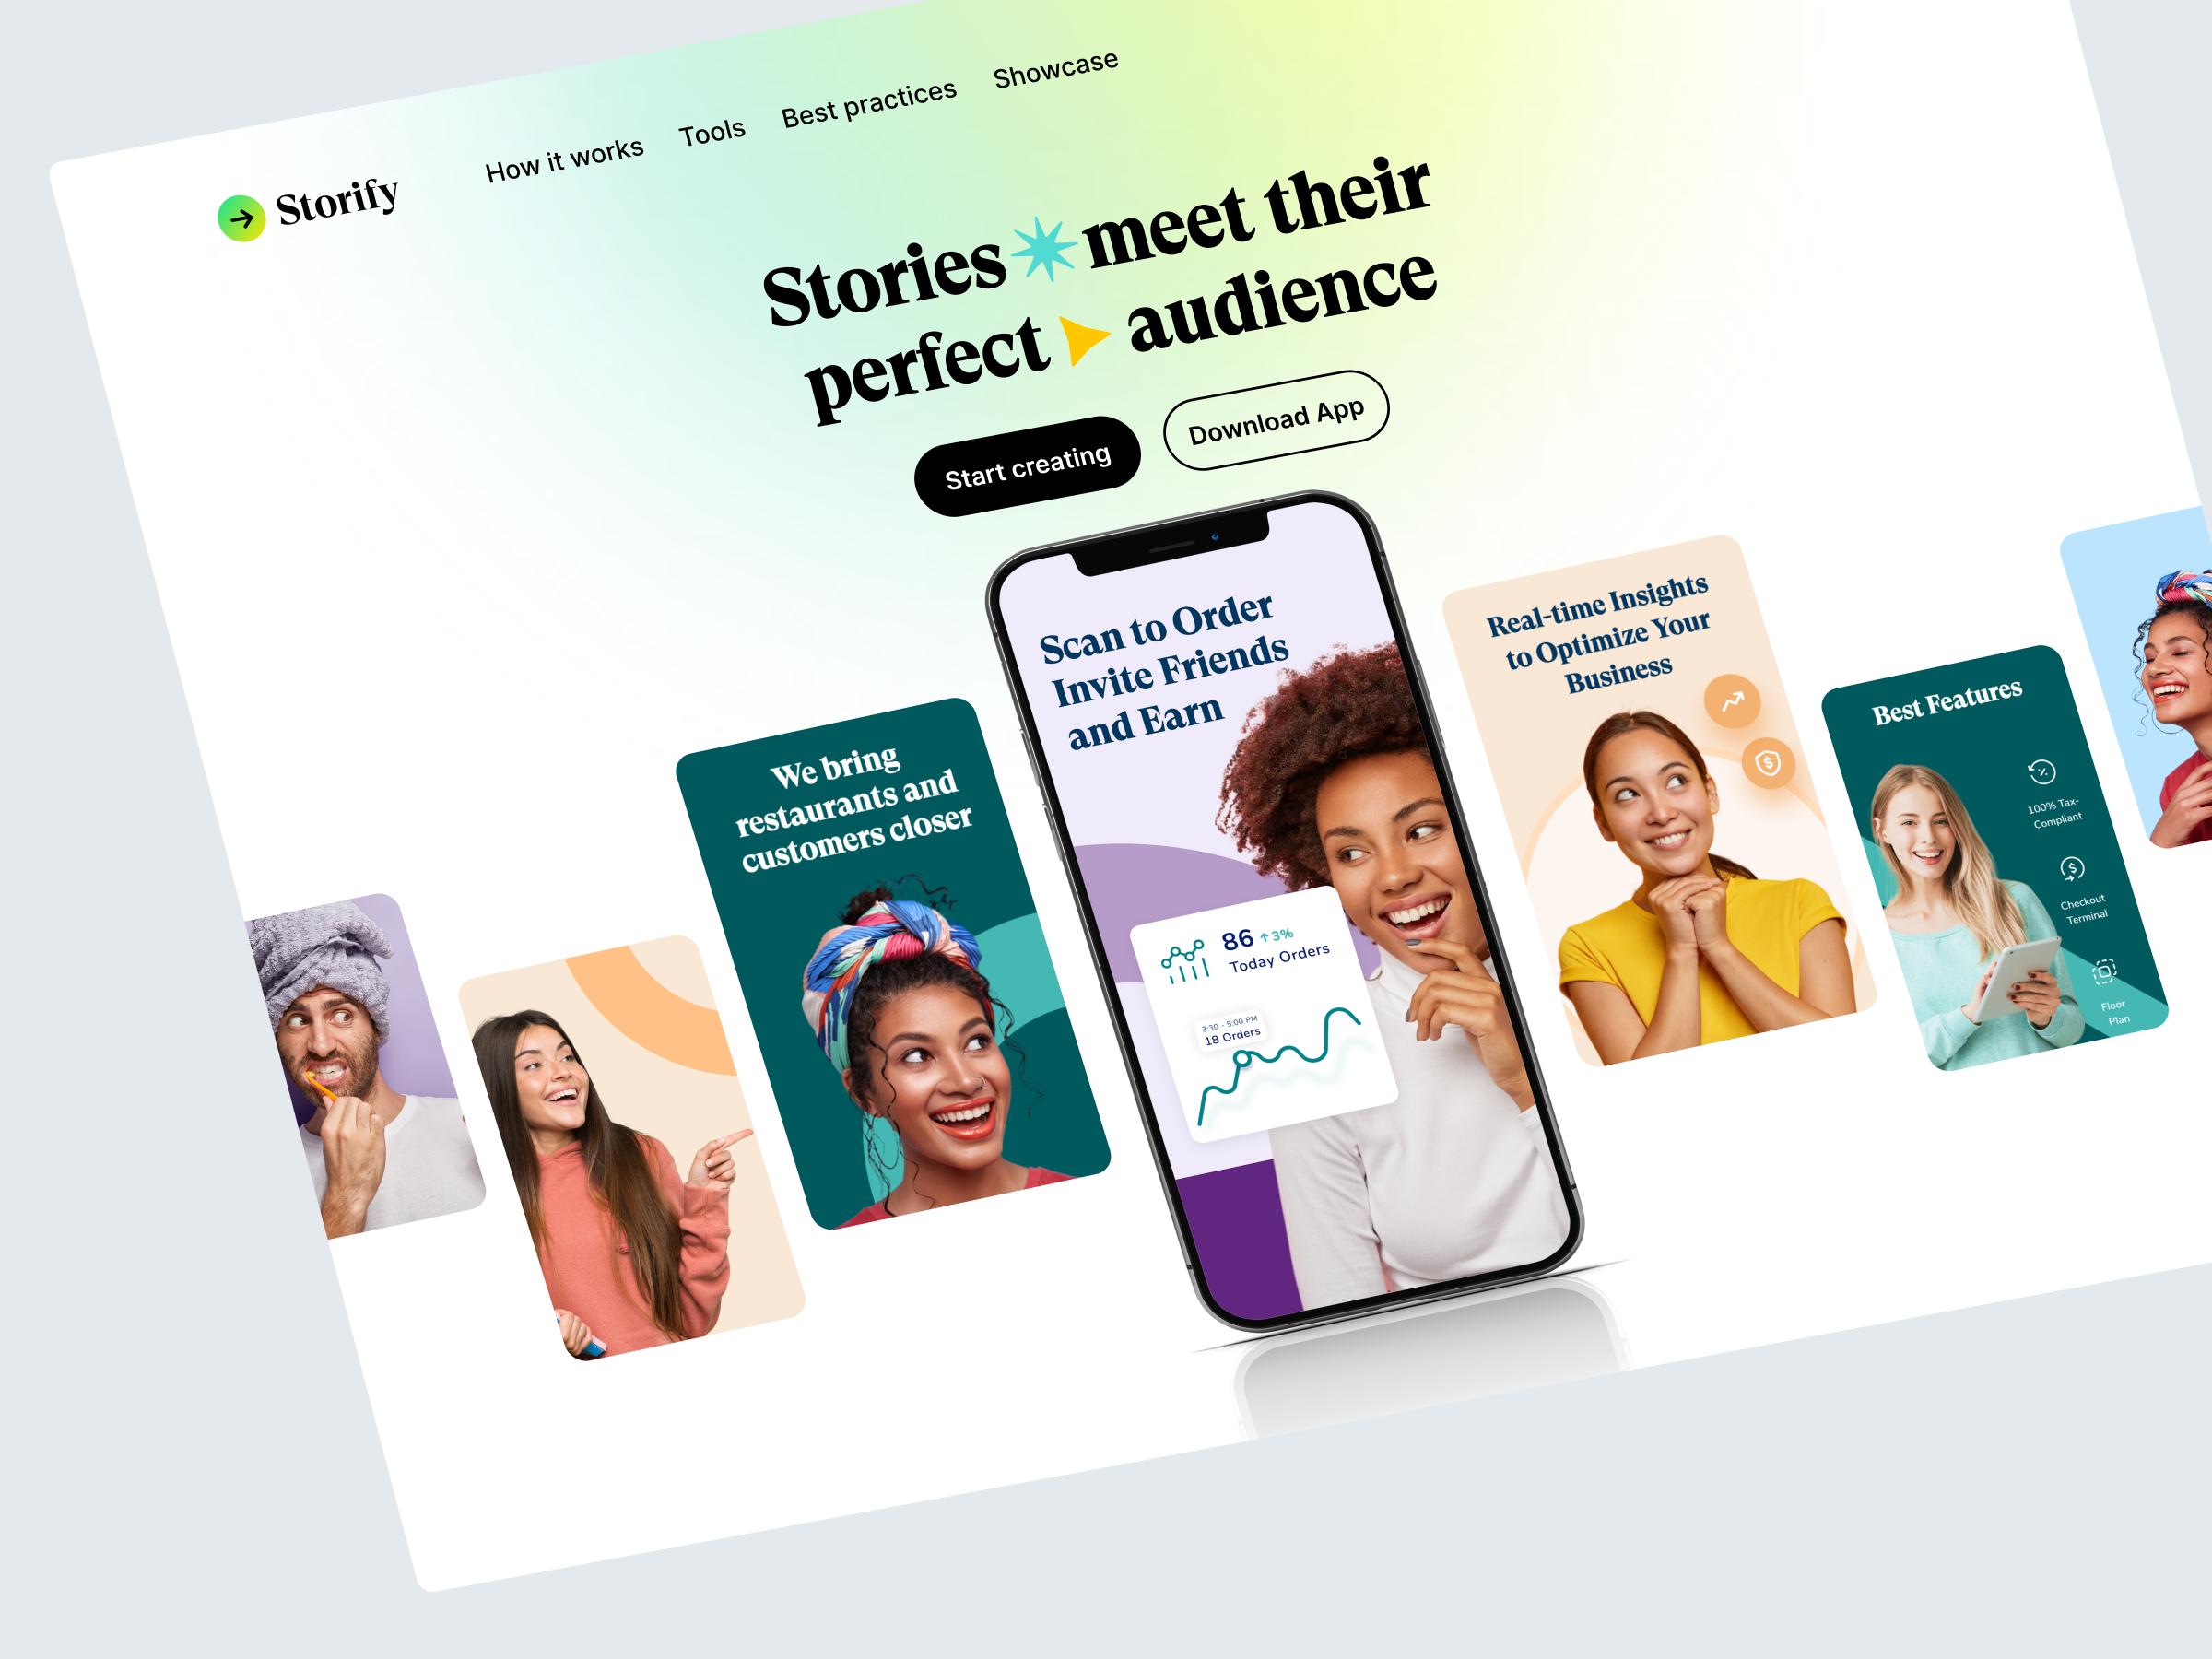 Storify
How it works
Tools
Best practices
Showcase
Stories meet their
perfect audience
Start creating
Download App
We bring
restaurants and
customers closer
Scan to Order
Invite Friends
and Earn
86 3%
Today Orders
3:30 - 5:00 PM
18 Orders
Real-time Insights
to Optimize Your
Business
Best Features
100% Tax-
Compliant
Checkout
Terminal
Floor
Plan